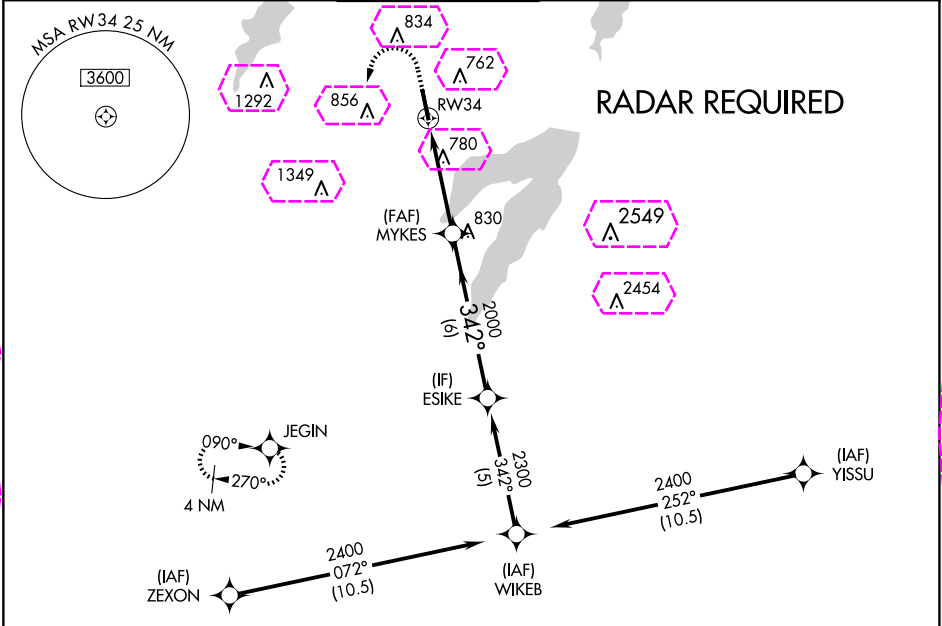 MSA RW34 25 NM
3600
834
762
1292
856
RW34
RADAR REQUIRED
780
1349
(FAF)
MYKES
830
2549
2454
2000
342°
(6)
(IF)
ESIKE
090°
JEGIN
270°
4 NM
2300
342°
(5)
2400
252°
(10.5)
(IAF)
YISSU
2400
072°
(10.5)
(IAF)
ZEXON
(IAF)
WIKEB